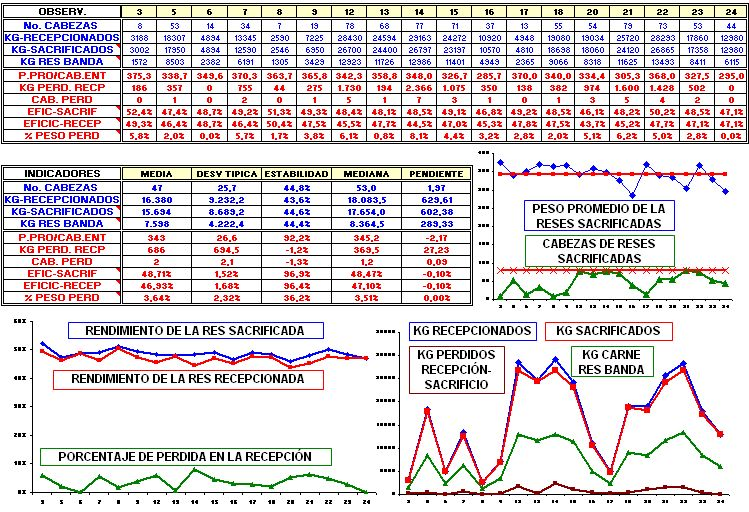 OBSERV. 3 4 5 6 7 8 9 12 13 14 15 16 19 20 21 22 23 24
No. CABEZAS 8 53 14 34 7 19 78 68 77 72 37 13 55 54 79 73 53 44
KG-RECEPCIONADOS 3188 18307 4894 13345 2590 7225 28430 24594 29163 24272 10920 4948 19080 19034 25720 28293 17860 12980
KG-SACRIFICADOS 3002 17950 4894 12590 2546 6950 26700 24400 26797 23197 10570 4810 18698 18060 24120 26865 17358 12980
KG RES BANDA 1572 8503 2382 6191 1305 3429 12923 11726 12986 11401 4949 2365 9066 8318 11625 13493 8411 6115
P.PRO/CAB.ENT 375,3 338,7 349,6 370,3 363,7 365,8 342,3 358,8 348,0 326,7 285,7 370,0 340,0 334,4 305,3 368,0 327,5 295,0
KG PERD. RECP 186 357 0 755 44 275 1.730 194 2.366 1.075 350 138 382 974 1.600 1.428 502 0
CAB. PERD 0 1 0 2 0 1 5 1 7 3 1 0 1 3 5 4 2 0
EFIC-SACRIF 52,4% 47,4% 48,7% 49,2% 51,3% 49,3% 48,4% 48,1% 48,5% 49,1% 46,8% 49,2% 48,5% 46,1% 48,2% 50,2% 48,5% 47,1%
EFICIC-RECEP 49,3% 46,4% 48,7% 46,4% 50,4% 47,5% 45,5% 47,7% 44,5% 47,0% 45,3% 47,8% 47,5% 43,7% 45,2% 47,7% 47,1% 47,1%
% PESO PERD 5,8% 2,0% 0,0% 5,7% 1,7% 3,8% 6,1% 0,8% 8,1% 4,4% 3,2% 2,8% 2,0% 5,1% 6,2% 5,0% 2,8% 0,0%
INDICADORES MEDIA DESV TIPICA ESTABILIDAD MEDIANA PENDIENTE
No. CABEZAS 47 25,7 44,8% 53,0 1,97
KG-RECEPCIONADOS 16.380 9.232,2 43,6% 18.083,5 629,61
KG-SACRIFICADOS 15.694 8.689,2 44,6% 17.654,0 602,38
KG RES BANDA 7.598 4.222,4 44,4% 8.364,5 289,33
P.PRO/CAB.ENT 343 26,6 92,2% 345,2 -2,17
KG PERD. RECP 686 694,5 -1,2% 369,5 27,23
CAB. PERD 2 2,1 -1,3% 1,2 0,09
EFIC-SACRIF 48,71% 1,52% 96,9% 48,47% -0,10%
EFICIC-RECEP 46,93% 1,68% 96,4% 47,10% -0,10%
% PESO PERD 3,64% 2,32% 36,2% 3,51% 0,00%
PESO PROMEDIO DE LA
RESES SACRIFICADAS
CABEZAS DE RESES
SACRIFICADAS
RENDIMIENTO DE LA RES SACRIFICADA
RENDIMIENTO DE LA RES RECEPCIONADA
PORCENTAJE DE PERDIDA EN LA RECEPCIÓN
KG RECEPCIONADOS
KG SACRIFICADOS
KG PERDIDOS
RECEPCIÓN-
SACRIFICIO
KG CARNE
RES BANDA